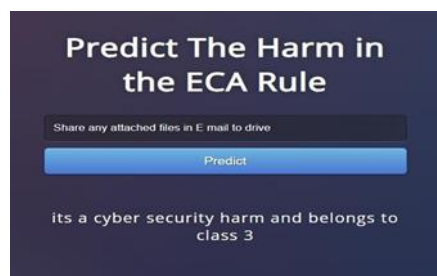 Predict The Harm in
the ECA Rule
Share any attached files in E mail to drive
Predict
its a cyber security harm and belongs to
class 3